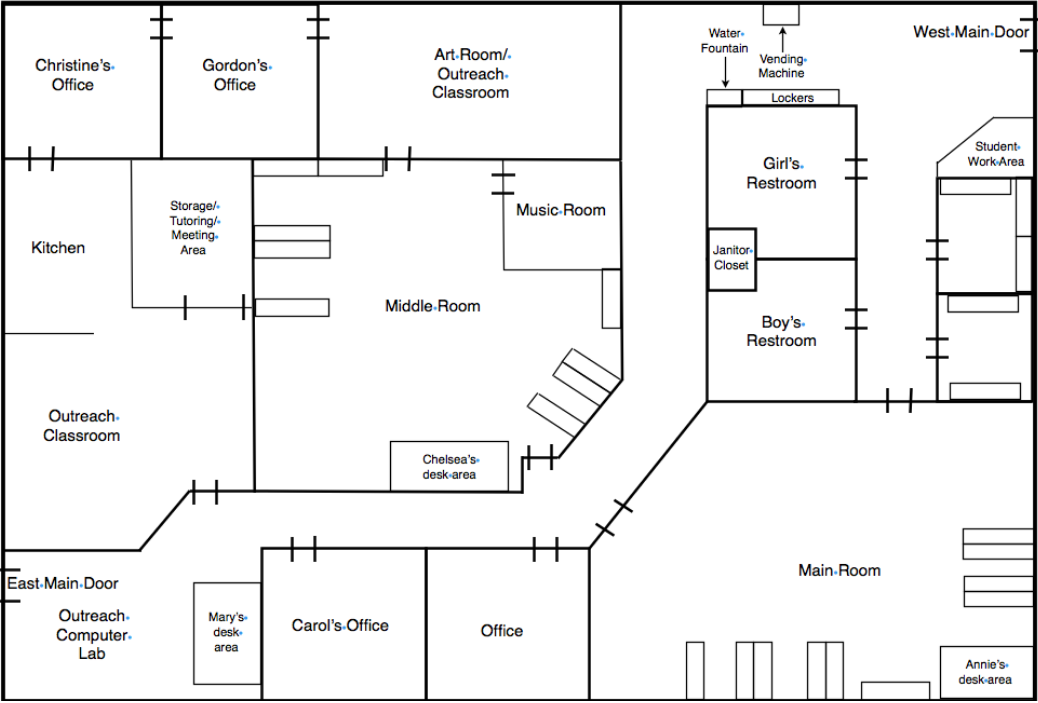 Christine's
Office
Gordon's
Office
Art Room/
Outreach
Classroom
Water
Fountain
Vending
Machine
West Main Door
Lockers
Girl's
Restroom
Student
Work Area
Kitchen
Storage/
Tutoring/
Meeting
Area
Music Room
Janitor
Closet
Middle Room
Boy's
Restroom
Outreach
Classroom
Chelsea's
desk area
East Main Door
Outreach
Computer
Lab
Mary's
desk
area
Carol's Office
Office
Main Room
Annie's
desk area